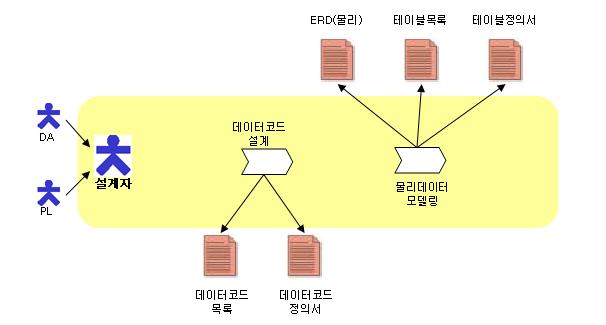 ERD(물리)
테이블목록
테이블정의서
DA
PL
설계자
데이터코드
설계
물리데이터
모델링
데이터코드
목록
데이터코드
정의서